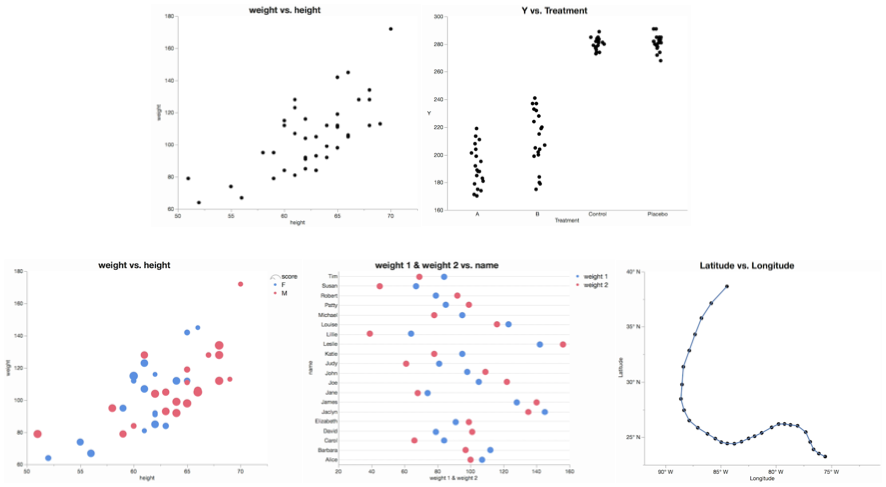 weight vs. height
180
160
140
120
100
80
60
50
55
60
65
70
weight
height
Y vs. Treatment
300
280
260
240
220
200
180
160
Y
A
B
Control
Placebo
Treatment
weight vs. height
180
160
140
120
100
80
60
50
55
60
65
70
weight
height
score
F
M
weight 1 & weight 2 vs. name
Tim
Susan
Robert
Patty
Michael
Louise
Lillie
Leslie
Katie
Judy
John
Joe
Jane
James
Jaclyn
Elizabeth
David
Carol
Barbara
Alice
name
20
40
60
80
100
120
140
160
weight 1 & weight 2
weight 1
weight 2
Latitude vs. Longitude
40° N
35° N
30° N
25° N
Latitude
90° W
85° W
80° W
75° W
Longitude